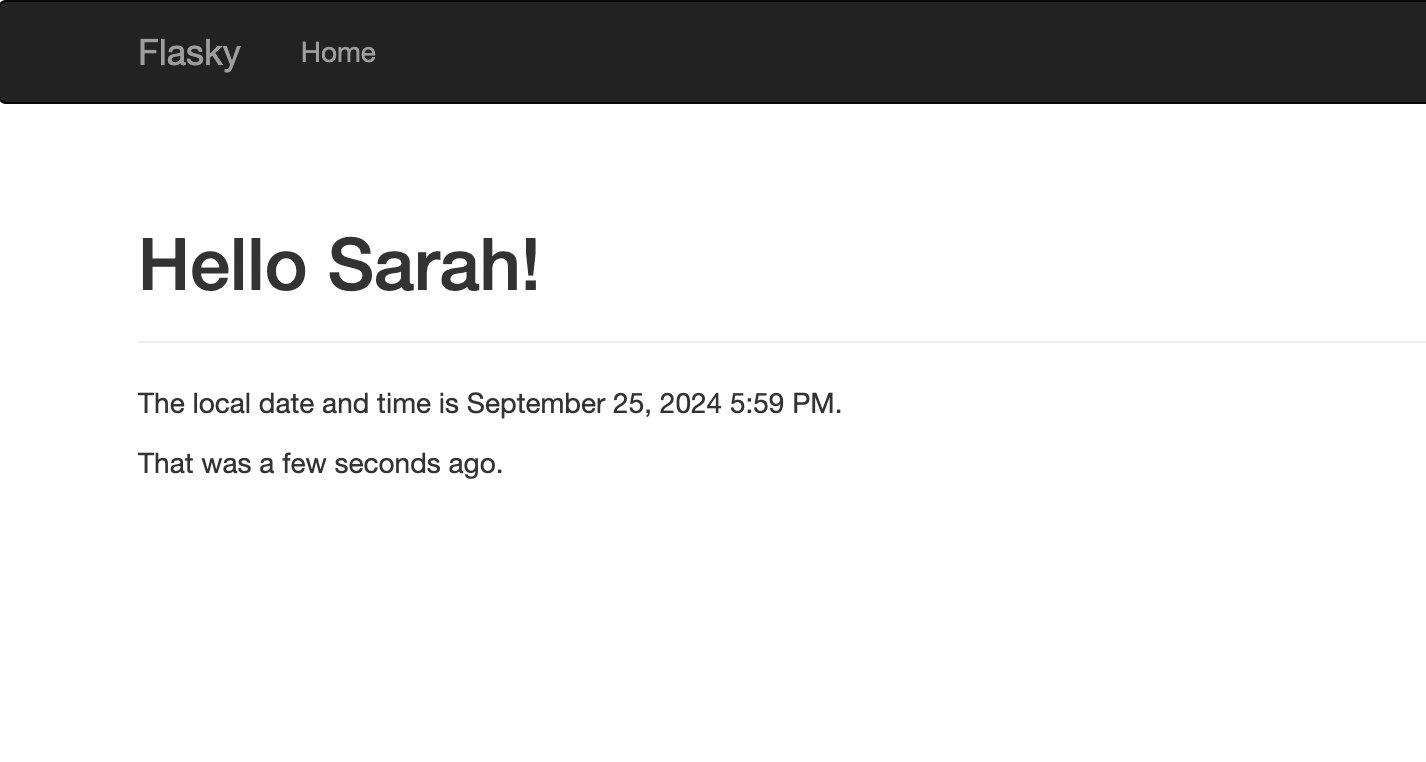 Flasky Home
Hello Sarah!
The local date and time is September 25, 2024 5:59 PM.
That was a few seconds ago.